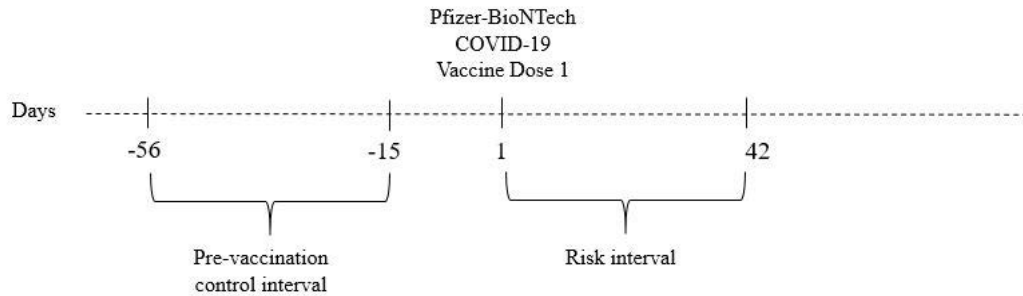 Pfizer-BioNTech
COVID-19
Vaccine Dose 1
Days
-56 -15 1 42
Pre-vaccination
control interval
Risk interval